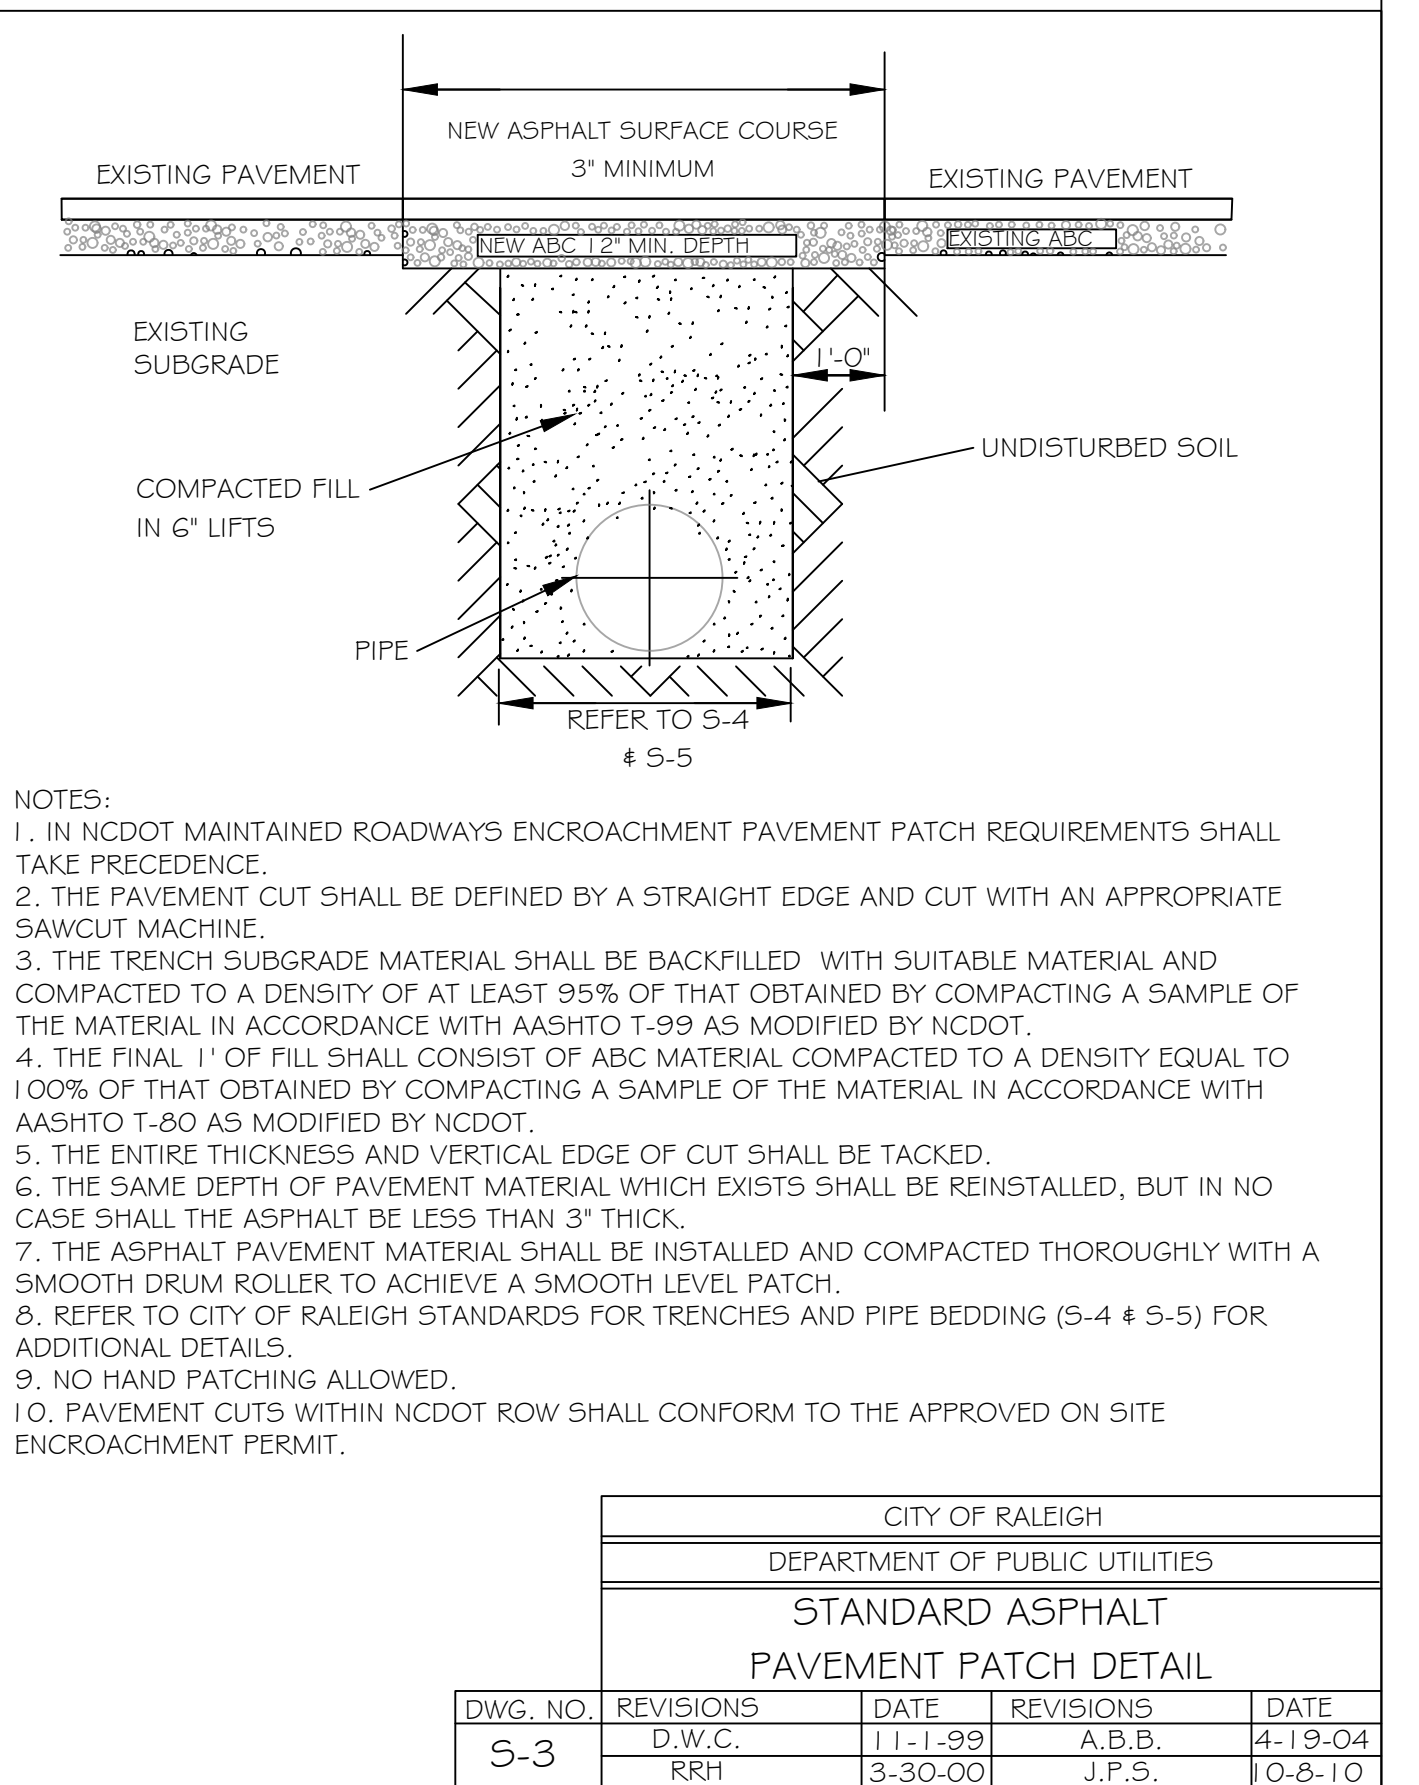 NEW ASPHALT SURFACE COURSE
3" MINIMUM
EXISTING PAVEMENT
EXISTING PAVEMENT
NEW ABC 12" MIN. DEPTH
EXISTING ABC
EXISTING
SUBGRADE
1'-0"
UNDISTURBED SOIL
COMPACTED FILL
IN 6" LIFTS
PIPE
REFER TO S-4
& S-5
NOTES:
1. IN NCDOT MAINTAINED ROADWAYS ENCROACHMENT PAVEMENT PATCH REQUIREMENTS SHALL
TAKE PRECEDENCE.
2. THE PAVEMENT CUT SHALL BE DEFINED BY A STRAIGHT EDGE AND CUT WITH AN APPROPRIATE
SAWCUT MACHINE.
3. THE TRENCH SUBGRADE MATERIAL SHALL BE BACKFILLED WITH SUITABLE MATERIAL AND
COMPACTED TO A DENSITY OF AT LEAST 95% OF THAT OBTAINED BY COMPACTING A SAMPLE OF
THE MATERIAL IN ACCORDANCE WITH AASHTO T-99 AS MODIFIED BY NCDOT.
4. THE FINAL 1' OF FILL SHALL CONSIST OF ABC MATERIAL COMPACTED TO A DENSITY EQUAL TO
100% OF THAT OBTAINED BY COMPACTING A SAMPLE OF THE MATERIAL IN ACCORDANCE WITH
AASHTO T-80 AS MODIFIED BY NCDOT.
5. THE ENTIRE THICKNESS AND VERTICAL EDGE OF CUT SHALL BE TACKED.
6. THE SAME DEPTH OF PAVEMENT MATERIAL WHICH EXISTS SHALL BE REINSTALLED, BUT IN NO
CASE SHALL THE ASPHALT BE LESS THAN 3" THICK.
7. THE ASPHALT PAVEMENT MATERIAL SHALL BE INSTALLED AND COMPACTED THOROUGHLY WITH A
SMOOTH DRUM ROLLER TO ACHIEVE A SMOOTH LEVEL PATCH.
8. REFER TO CITY OF RALEIGH STANDARDS FOR TRENCHES AND PIPE BEDDING (S-4 & S-5) FOR
ADDITIONAL DETAILS.
9. NO HAND PATCHING ALLOWED.
10. PAVEMENT CUTS WITHIN NCDOT ROW SHALL CONFORM TO THE APPROVED ON SITE
ENCROACHMENT PERMIT.
CITY OF RALEIGH
DEPARTMENT OF PUBLIC UTILITIES
STANDARD ASPHALT
PAVEMENT PATCH DETAIL
DWG. NO. REVISIONS DATE REVISIONS DATE
S-3 D.W.C. 11-1-99 A.B.B. 4-19-04
RRH 3-30-00 J.P.S. 10-8-10